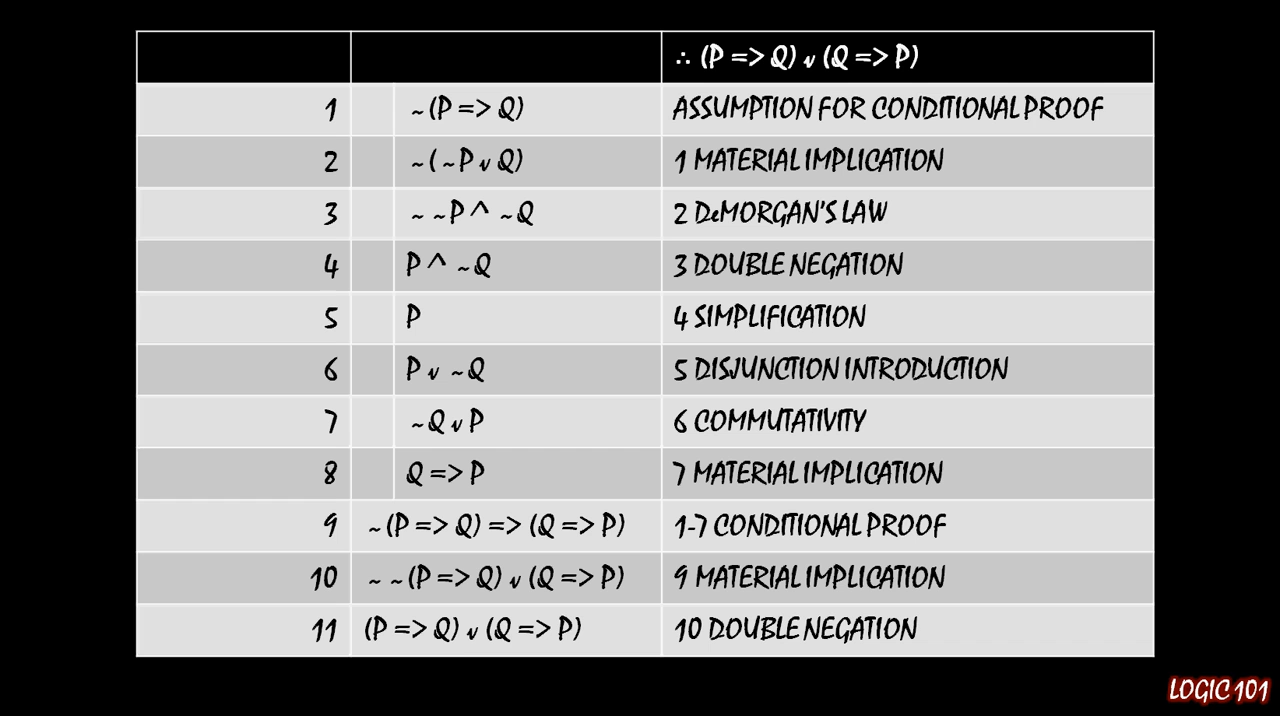 ∴ (P => Q) v (Q => P)
1 ~(P => Q) ASSUMPTION FOR CONDITIONAL PROOF
2 ~(~P v Q) 1 MATERIAL IMPLICATION
3 ~ ~P ^ ~Q 2 DeMORGAN'S LAW
4 P ^ ~Q 3 DOUBLE NEGATION
5 P 4 SIMPLIFICATION
6 P v ~Q 5 DISJUNCTION INTRODUCTION
7 ~Q v P 6 COMMUTATIVITY
8 Q => P 7 MATERIAL IMPLICATION
9 ~(P => Q) => (Q => P) 1-7 CONDITIONAL PROOF
10 ~ ~(P => Q) v (Q => P) 9 MATERIAL IMPLICATION
11 (P => Q) v (Q => P) 10 DOUBLE NEGATION
LOGIC 101